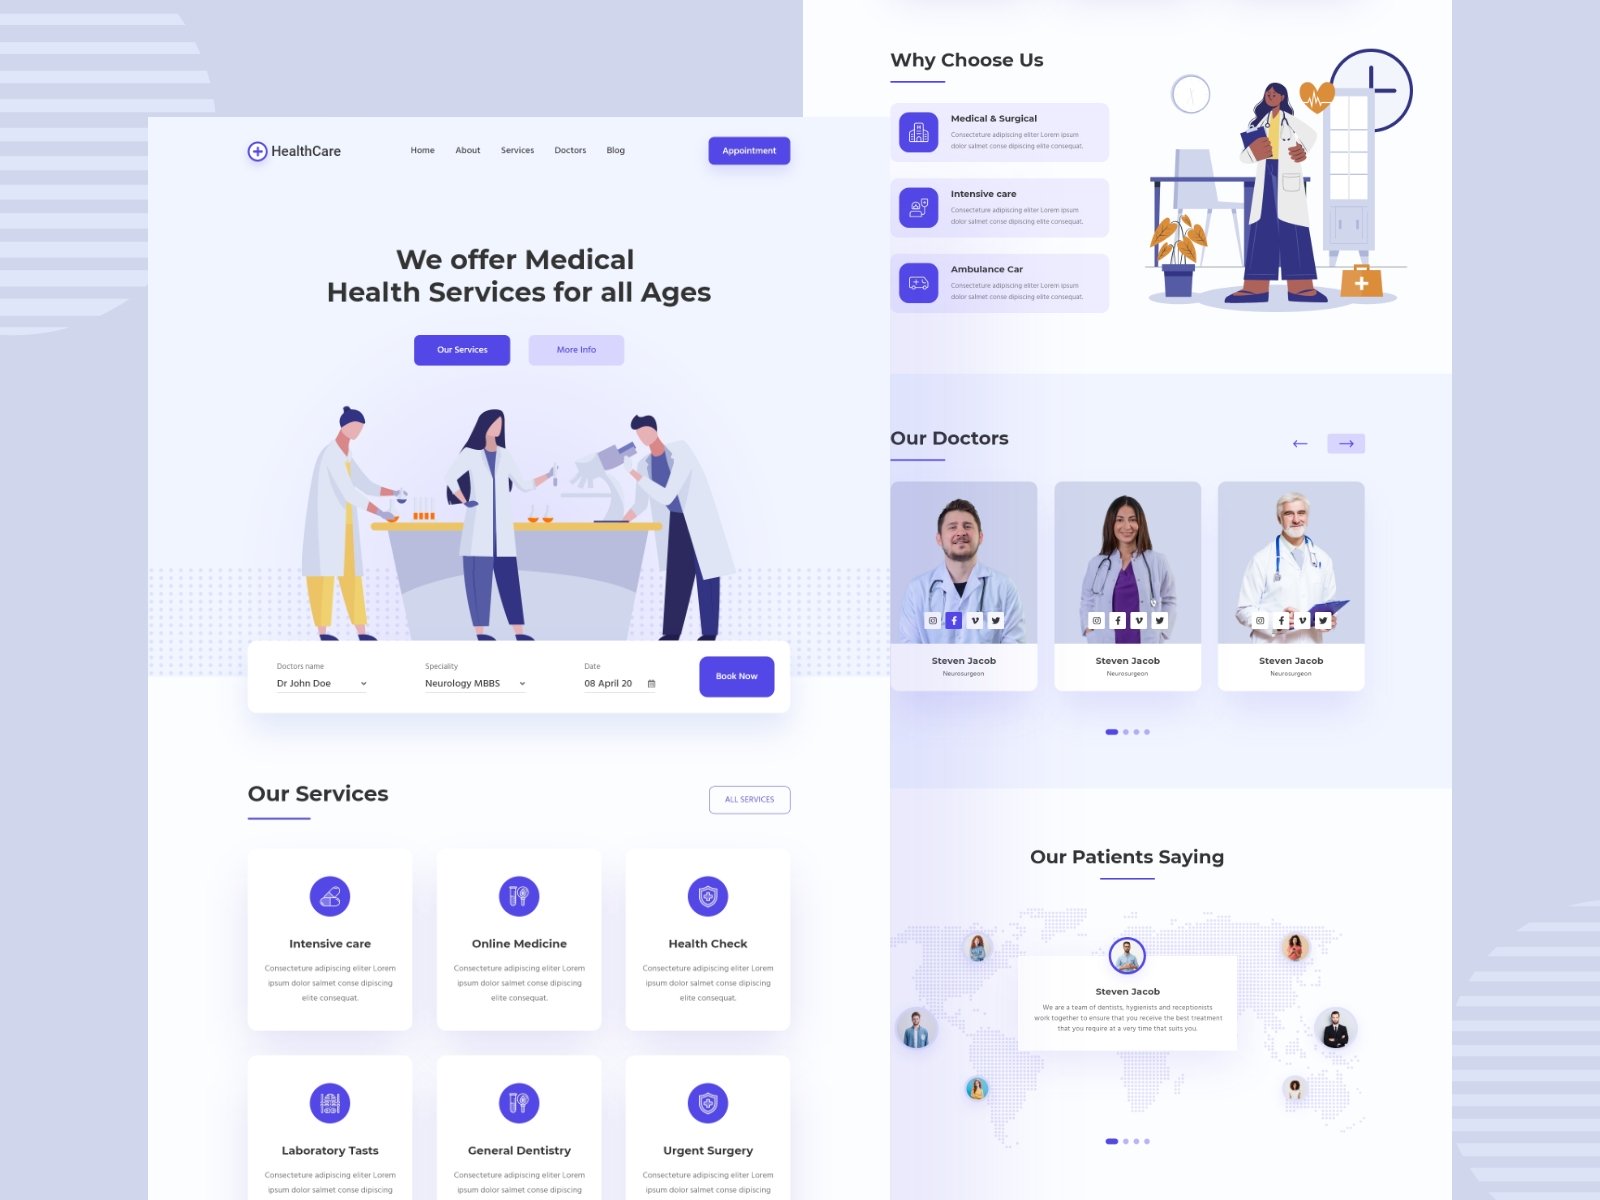 HealthCare
Home
About
Services
Doctors
Blog
Appointment
We offer Medical
Health Services for all Ages
Our Services
More Info
Doctors name
Dr John Doe
Speciality
Neurology MBBS
Date
08 April 20
Book Now
Our Services
ALL SERVICES
Intensive care
Consecteture adipiscing eliter Lorem
ipsum dolor salmet conse dipiscing
elite consequat.
Online Medicine
Consecteture adipiscing eliter Lorem
ipsum dolor salmet conse dipiscing
elite consequat.
Health Check
Consecteture adipiscing eliter Lorem
ipsum dolor salmet conse dipiscing
elite consequat.
Laboratory Tasts
Consecteture adipiscing eliter Lorem
ipsum dolor salmet conse dipiscing
General Dentistry
Consecteture adipiscing eliter Lorem
ipsum dolor salmet conse dipiscing
Urgent Surgery
Consecteture adipiscing eliter Lorem
ipsum dolor salmet conse dipiscing
Why Choose Us
Medical & Surgical
Consecteture adipiscing eliter Lorem ipsum
dolor salmet conse dipiscing elite consequat.
Intensive care
Consecteture adipiscing eliter Lorem ipsum
dolor salmet conse dipiscing elite consequat.
Ambulance Car
Consecteture adipiscing eliter Lorem ipsum
dolor salmet conse dipiscing elite consequat.
Our Doctors
Steven Jacob
Neurosurgeon
Steven Jacob
Neurosurgeon
Steven Jacob
Neurosurgeon
Our Patients Saying
Steven Jacob
We are a team of dentists, hygienists and receptionists
work together to ensure that you receive the best treatment
that you require at a very time that suits you.